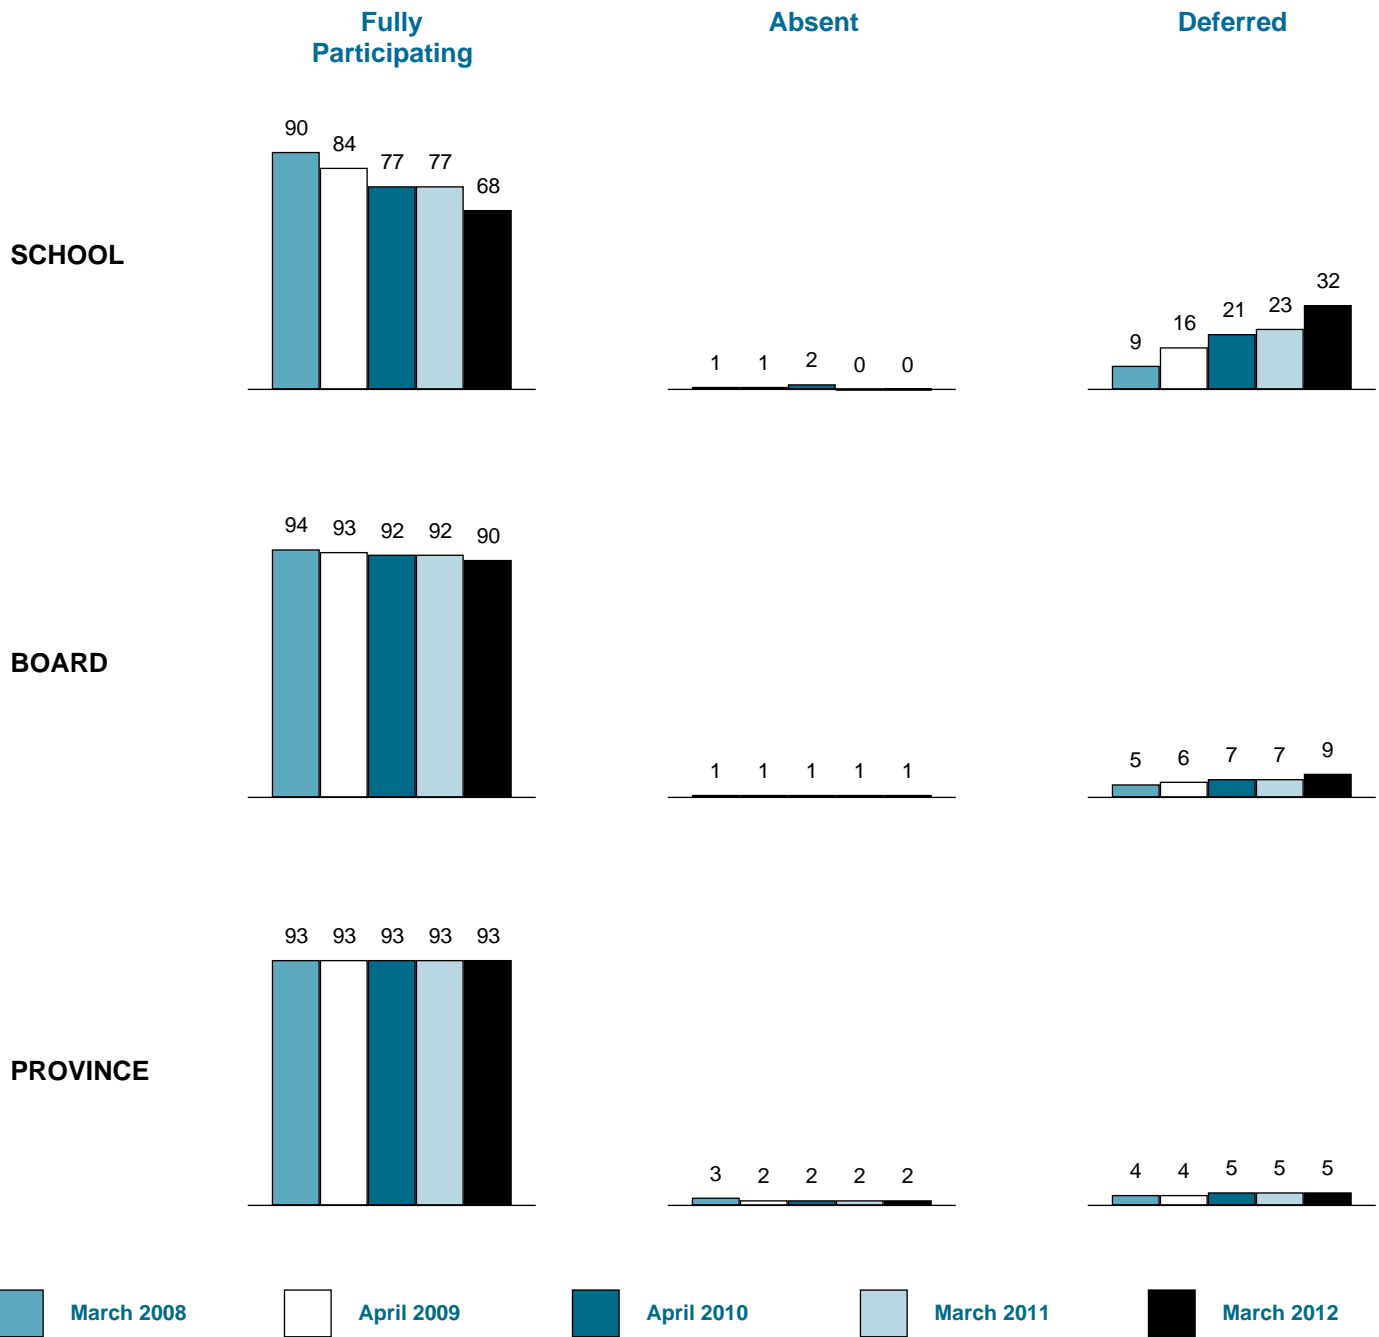 Fully
Participating
Absent
Deferred
SCHOOL
90 84 77 77 68
1 1 2 0 0
9 16 21 23 32
BOARD
94 93 92 92 90
1 1 1 1 1
5 6 7 7 9
PROVINCE
93 93 93 93 93
3 2 2 2 2
4 4 5 5 5
March 2008
April 2009
April 2010
March 2011
March 2012